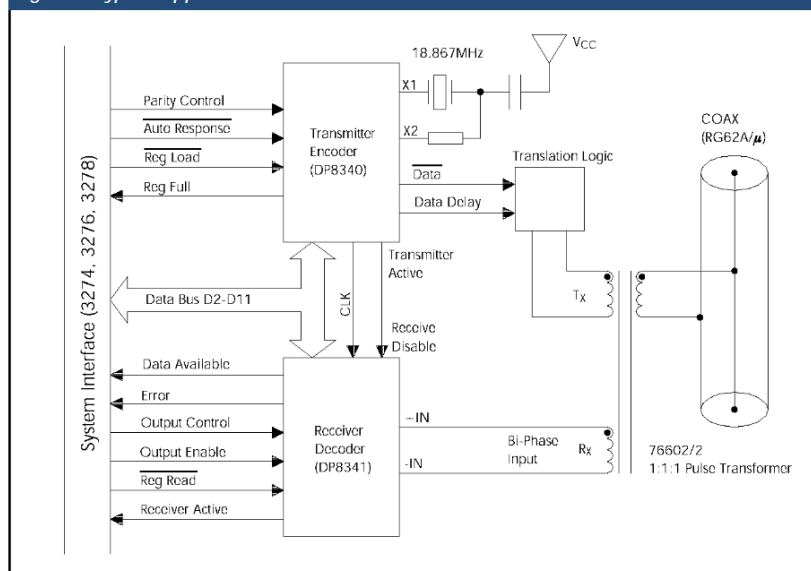 18.867MHz
VCC
X1
X2
Parity Control
Auto Response
Reg Load
Reg Full
Transmitter
Encoder
(DP8340)
Translation Logic
Data
Data Delay
COAX
(RG62A/μ)
System Interface (3274, 3276, 3278)
Data Bus D2-D11
CLK
Transmitter
Active
Receive
Disable
TX
Data Available
Error
Output Control
Output Enable
Reg Read
Receiver Active
Receiver
Decoder
(DP8341)
-IN
Bi-Phase
Input
RX
76602/2
1:1:1 Pulse Transformer